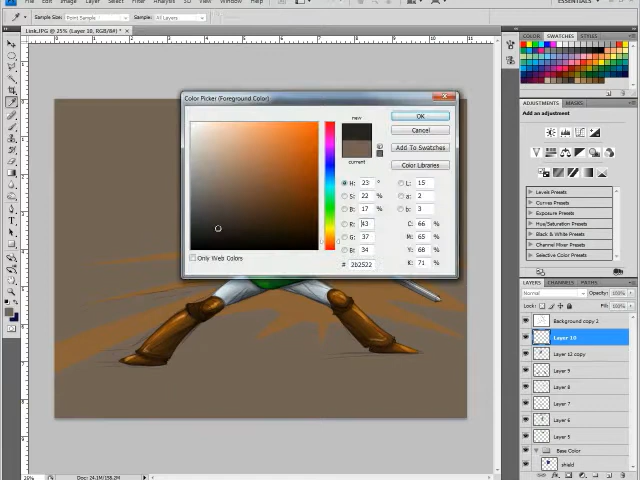 Edit Image Layer Select Filter Analysis 3D View Window Help
ESSENTIALS
Sample: Point Sample Sample: All Layers
Link.JPG @ 25% (Layer 10, RGB/8#) *
COLOR SWATCHES STYLES
Color Picker (Foreground Color)
new
current
OK
Cancel
Add To Swatches
Color Libraries
H: 23 ° L: 15
S: 22 % a: 2
B: 17 % b: 3
R: 43 C: 66 %
G: 37 M: 65 %
B: 34 Y: 68 %
# 2b2522 K: 71 %
Only Web Colors
ADJUSTMENTS MASKS
Add an adjustment
Levels Presets
Curves Presets
Exposure Presets
Hue/Saturation Presets
Black & White Presets
Channel Mixer Presets
Selective Color Presets
LAYERS CHANNELS PATHS
Normal Opacity: 100%
Lock: Fill: 100%
Background copy 2
Layer 10
Layer 12 copy
Layer 9
Layer 8
Layer 7
Layer 6
Layer 5
Base Color
shield
25% Doc: 24.1M/158.2M